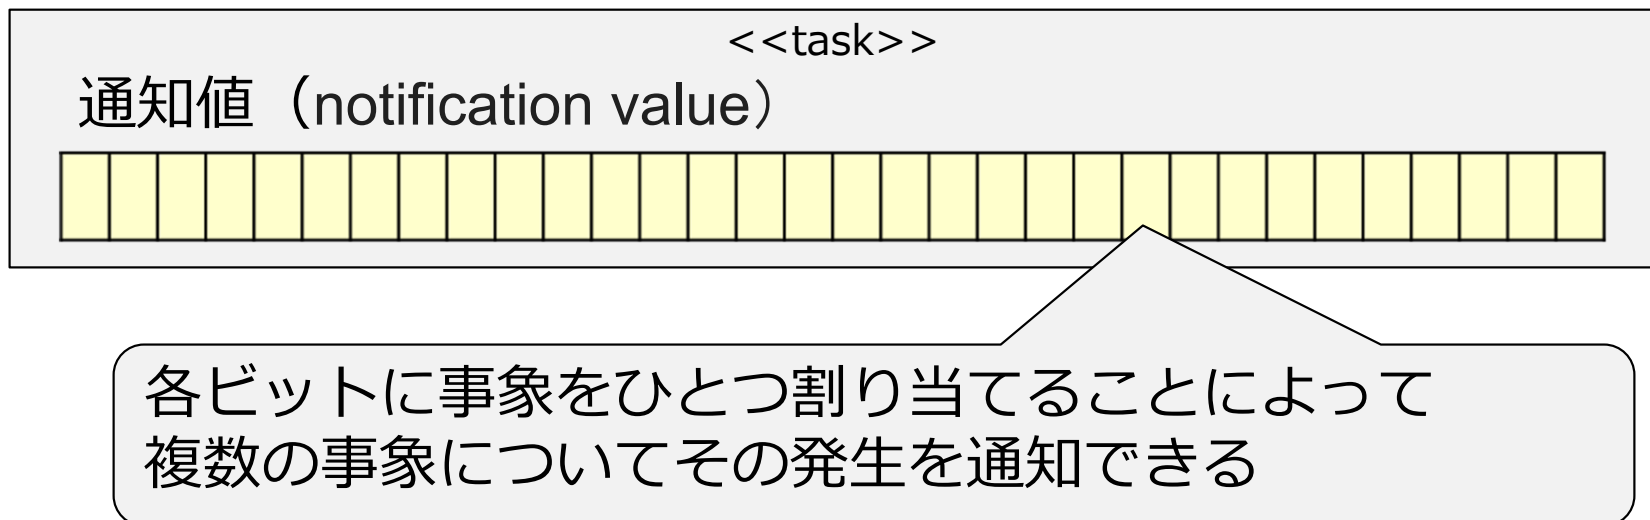 <<task>>
通知値（notification value）
各ビットに事象をひとつ割り当てることによって
複数の事象についてその発生を通知できる